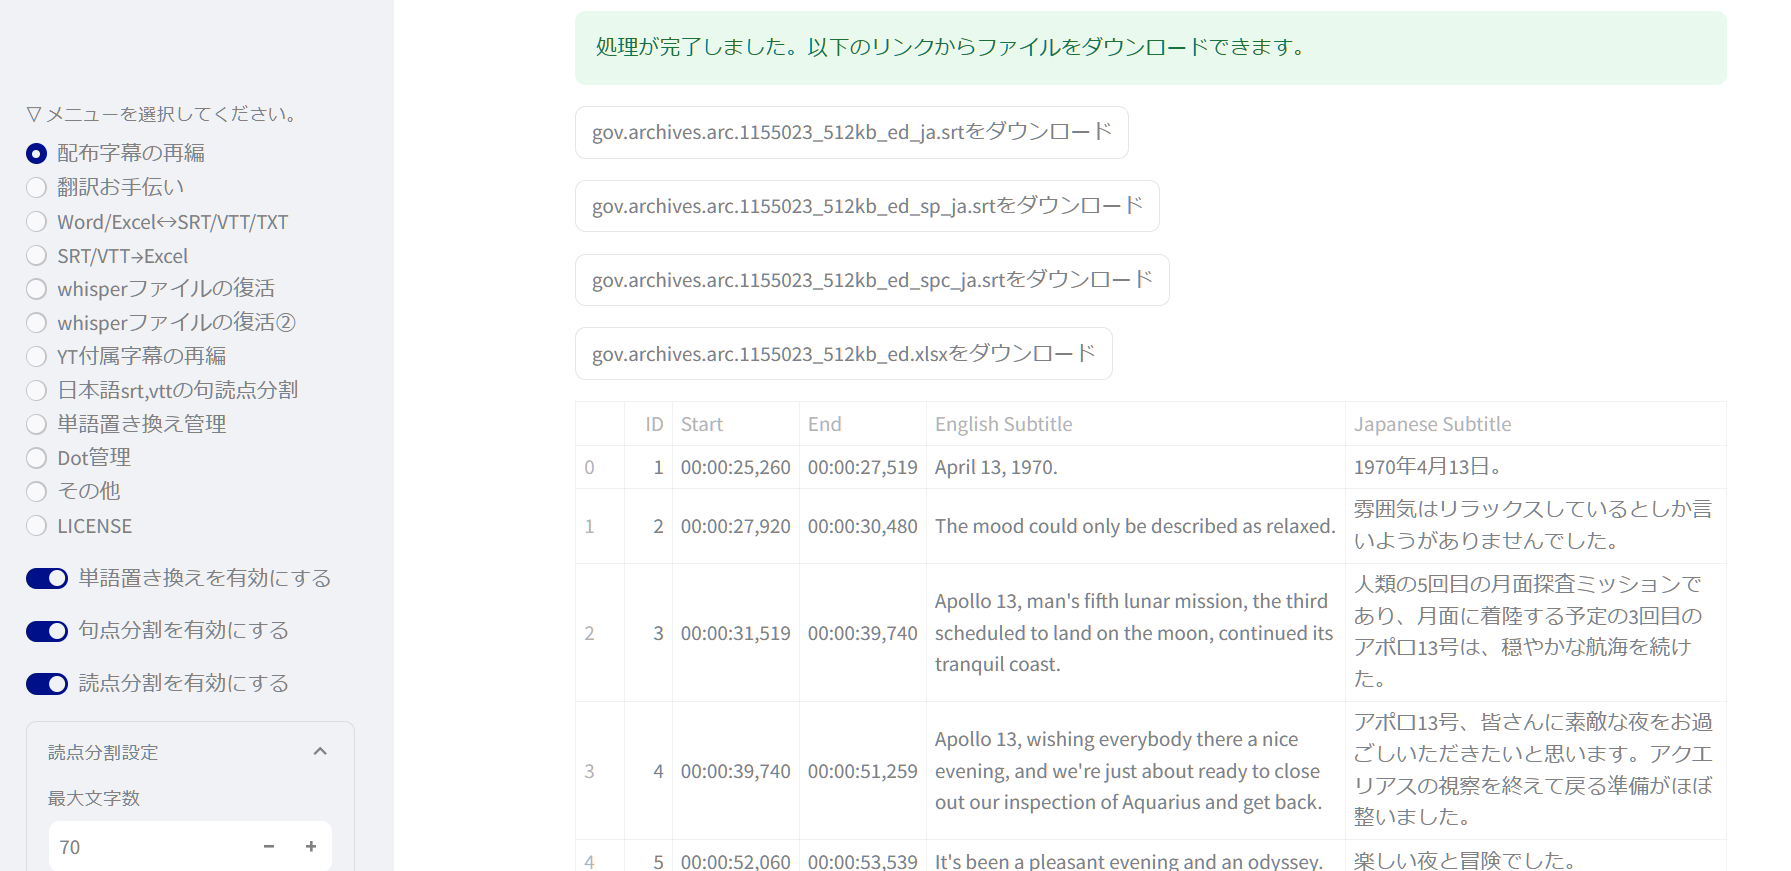 ▽メニューを選択してください。
配布字幕の再編
翻訳お手伝い
Word/Excel↔SRT/VTT/TXT
SRT/VTT→Excel
whisperファイルの復活
whisperファイルの復活②
YT付属字幕の再編
日本語srt,vttの句読点分割
単語置き換え管理
Dot管理
その他
LICENSE
単語置き換えを有効にする
句点分割を有効にする
読点分割を有効にする
読点分割設定
最大文字数
70 − +
処理が完了しました。以下のリンクからファイルをダウンロードできます。
gov.archives.arc.1155023_512kb_ed_ja.srtをダウンロード
gov.archives.arc.1155023_512kb_ed_sp_ja.srtをダウンロード
gov.archives.arc.1155023_512kb_ed_spc_ja.srtをダウンロード
gov.archives.arc.1155023_512kb_ed.xlsxをダウンロード
ID Start End English Subtitle Japanese Subtitle
0 1 00:00:25,260 00:00:27,519 April 13, 1970. 1970年4月13日。
1 2 00:00:27,920 00:00:30,480 The mood could only be described as relaxed.
雰囲気はリラックスしているとしか言
いようがありませんでした。
2 3 00:00:31,519 00:00:39,740
Apollo 13, man's fifth lunar mission, the third
scheduled to land on the moon, continued its
tranquil coast.
人類の5回目の月面探査ミッションで
あり、月面に着陸する予定の3回目の
アポロ13号は、穏やかな航海を続け
た。
3 4 00:00:39,740 00:00:51,259
Apollo 13, wishing everybody there a nice
evening, and we're just about ready to close
out our inspection of Aquarius and get back.
アポロ13号、皆さんに素敵な夜をお過
ごしいただきたいと思います。アクエ
リアスの視察を終えて戻る準備がほぼ
整いました。
4 5 00:00:52,060 00:00:53,539 It's been a pleasant evening and an odyssey. 楽しい夜と冒険でした。